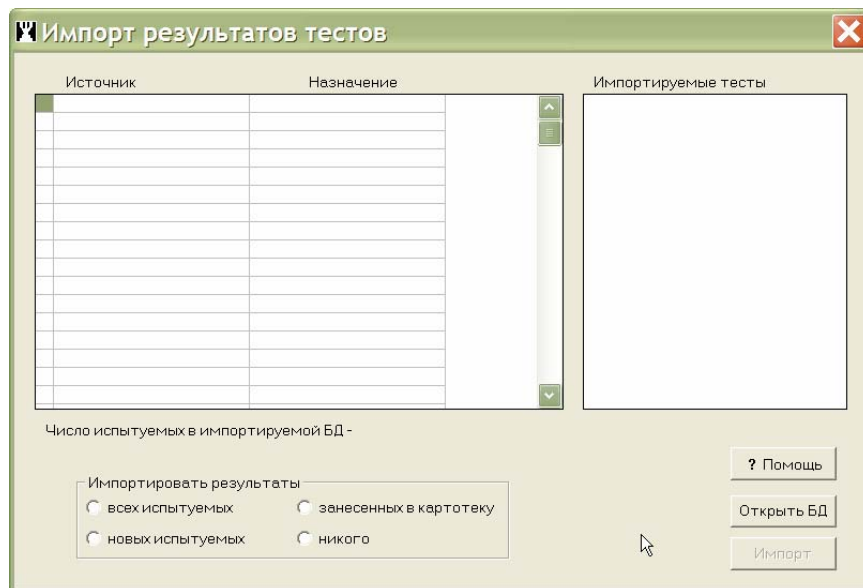 Импорт результатов тестов
Источник Назначение Импортируемые тесты
Число испытуемых в импортируемой БД -
Импортировать результаты
всех испытуемых занесенных в картотеку
новых испытуемых никого
? Помощь
Открыть БД
Импорт